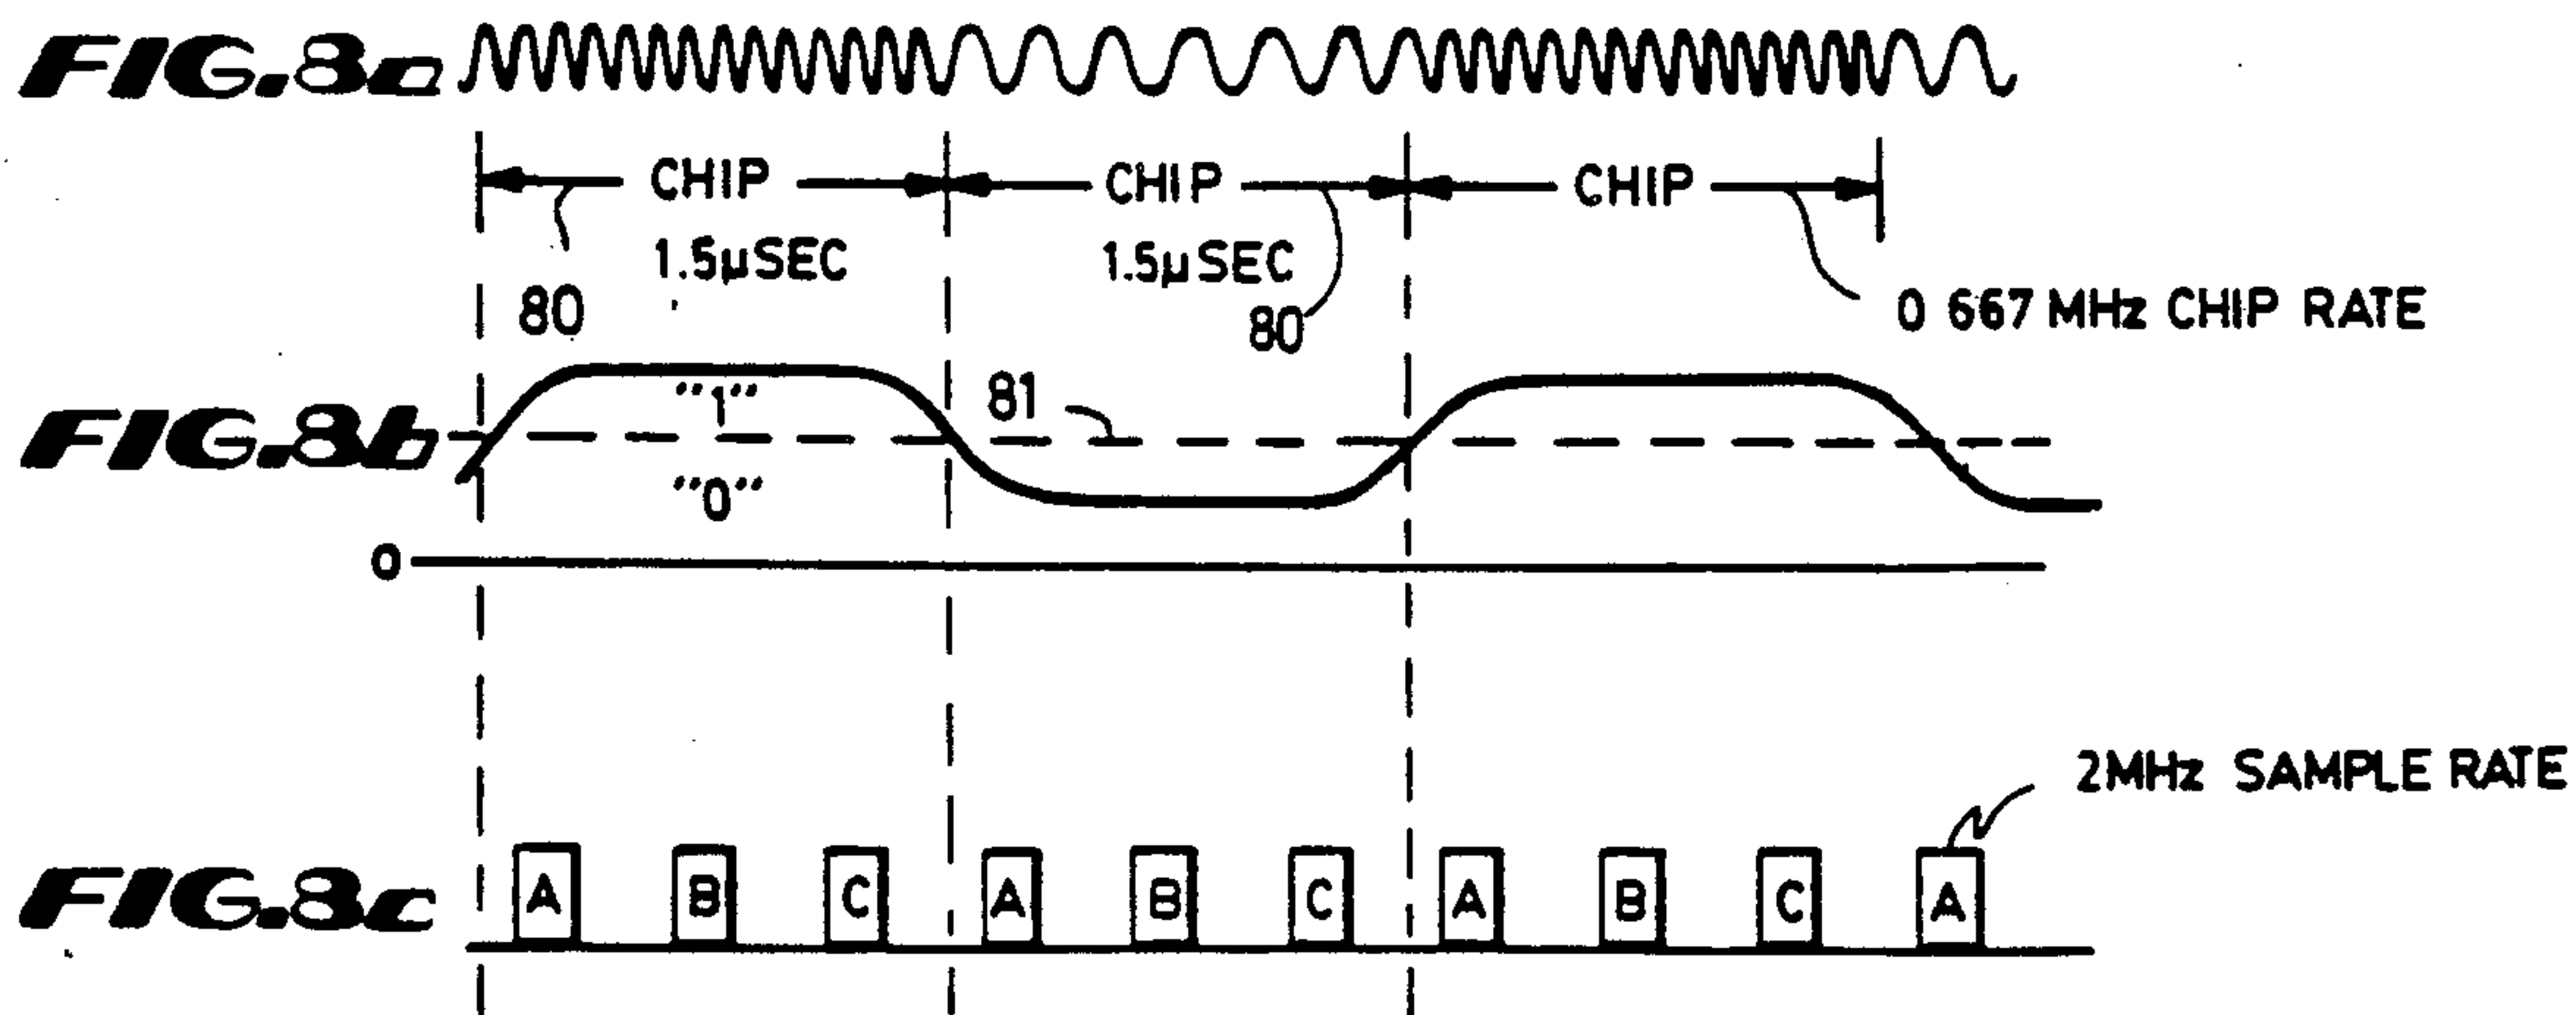 FIG.8a
CHIP CHIP CHIP
1.5µSEC 1.5µSEC
80 80 0 667 MHz CHIP RATE
"1" 81
FIG.8b
"0"
0
2MHz SAMPLE RATE
FIG.8c A B C A B C A B C A